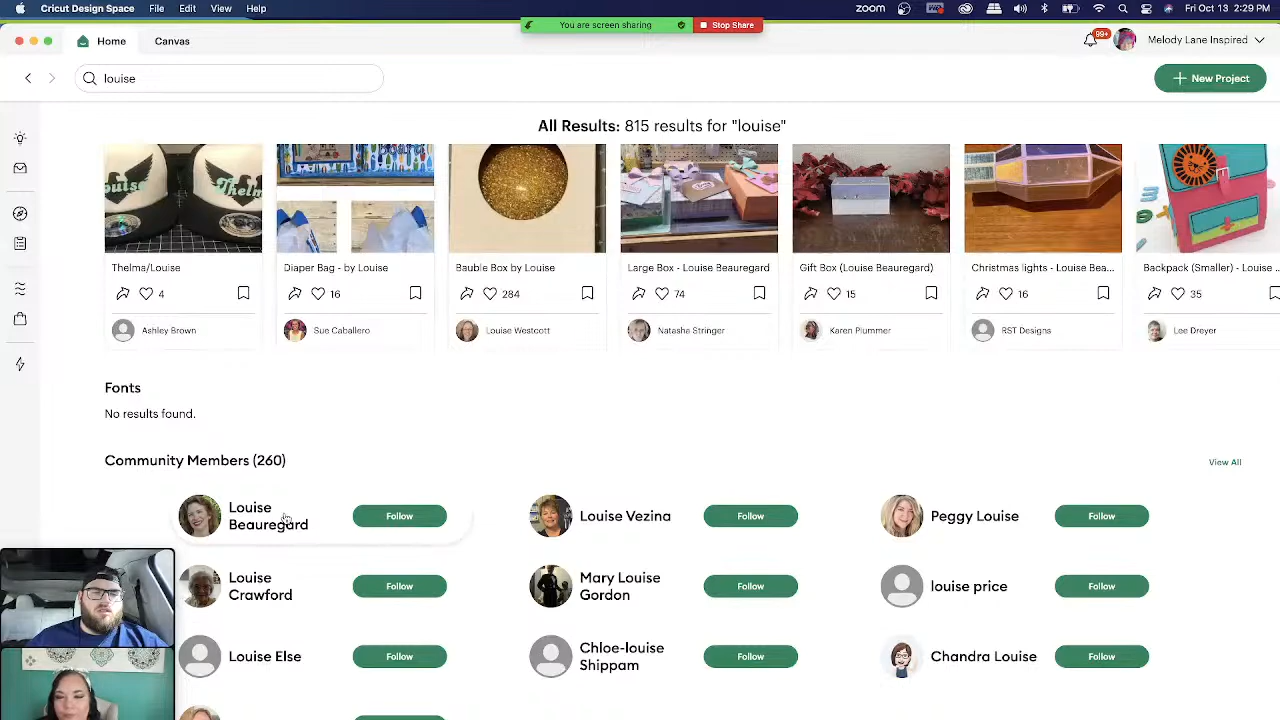 Cricut Design Space File Edit View Help
zoom Fri Oct 13 2:29 PM
You are screen sharing Stop Share
Home Canvas
99+ Melody Lane Inspired
louise
New Project
All Results: 815 results for "louise"
Thelma/Louise
Diaper Bag - by Louise
Bauble Box by Louise
Large Box - Louise Beauregard
Gift Box (Louise Beauregard)
Christmas lights - Louise Bea...
Backpack (Smaller) - Louise ...
4
16
284
74
15
16
35
Ashley Brown
Sue Caballero
Louise Westcott
Natasha Stringer
Karen Plummer
RST Designs
Lee Dreyer
Fonts
No results found.
Community Members (260)
View All
Louise Beauregard
Follow
Louise Vezina
Follow
Peggy Louise
Follow
Louise Crawford
Follow
Mary Louise Gordon
Follow
louise price
Follow
Louise Else
Follow
Chloe-louise Shippam
Follow
Chandra Louise
Follow